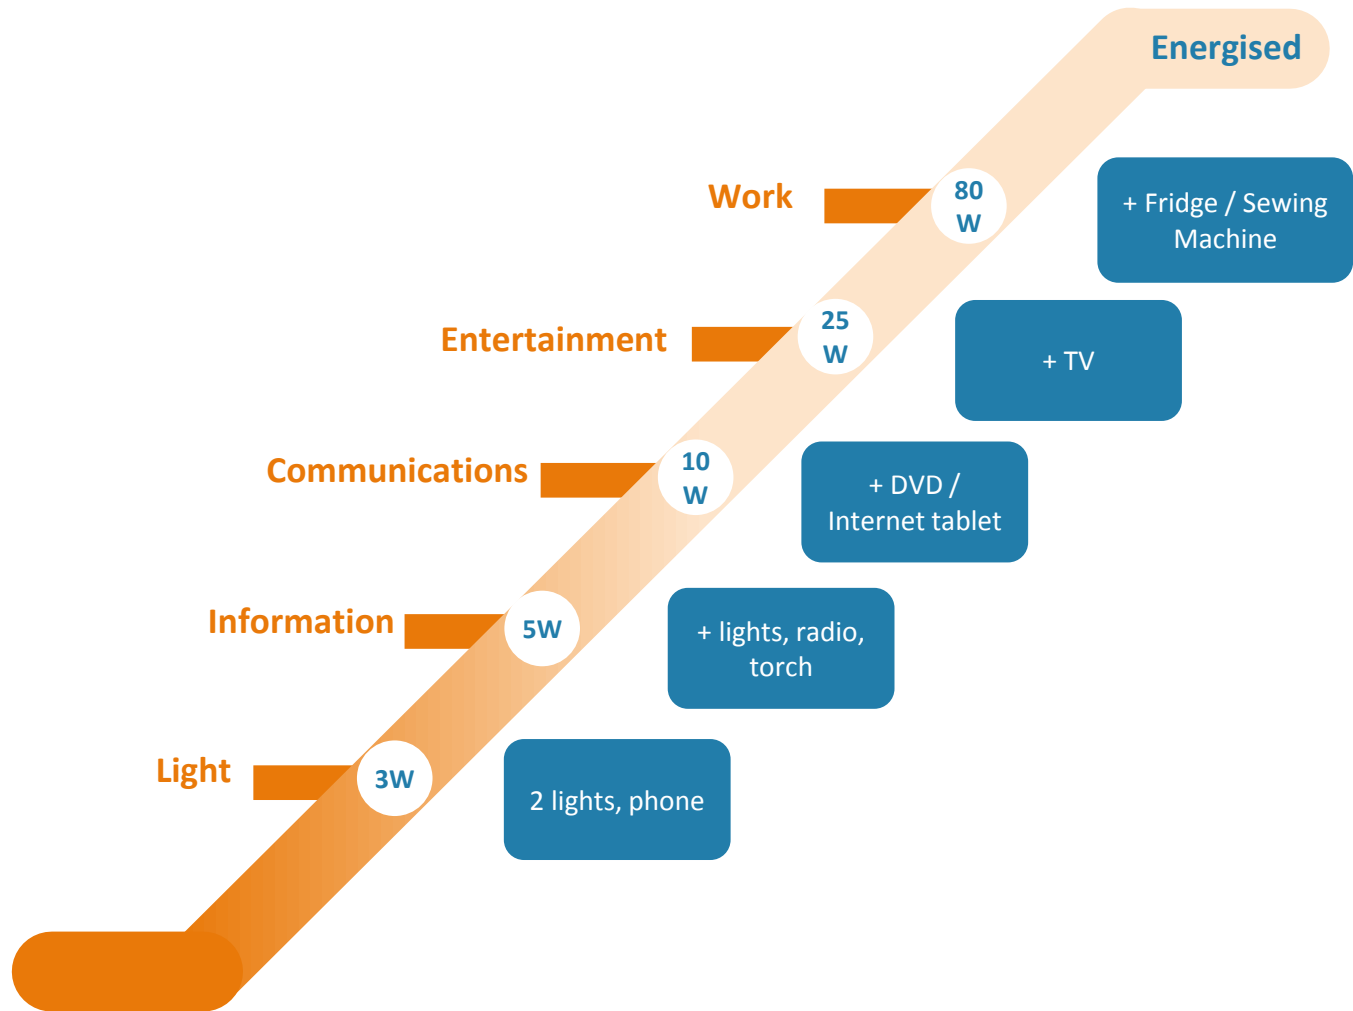 Energised
Work
80
W
+ Fridge / Sewing
Machine
Entertainment
25
W
+ TV
Communications
10
W
+ DVD /
Internet tablet
Information
5W
+ lights, radio,
torch
Light
3W
2 lights, phone